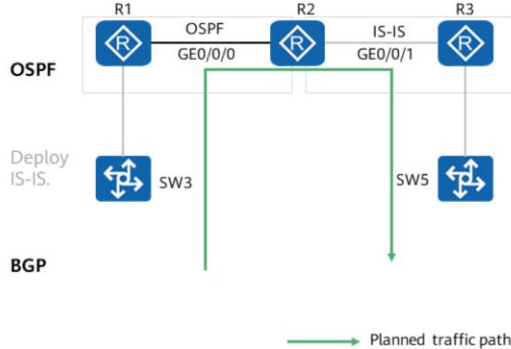 R1 R2 R3
OSPF IS-IS
GE0/0/0 GE0/0/1
OSPF
Deploy
IS-IS.
SW3 SW5
BGP
Planned traffic path